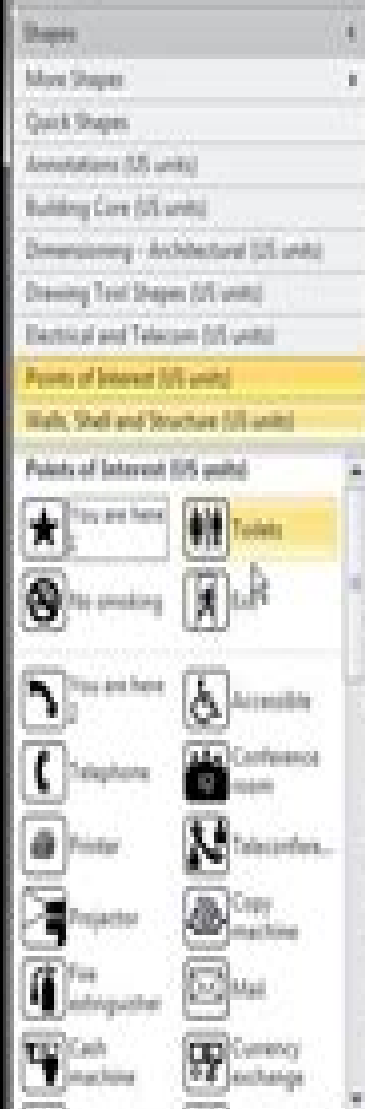 Shapes
More Shapes
Quick Shapes
Annotations (US units)
Building Core (US units)
Dimensioning - Architectural (US units)
Drawing Tool Shapes (US units)
Electrical and Telecom (US units)
Points of Interest (US units)
Walls, Shell and Structure (US units)
Points of Interest (US units)
You are here
Toilets
No smoking
Exit
You are here
2
Accessible
Telephone
Conference
room
Printer
Teleconfere...
Projector
Copy
machine
Fire
extinguisher
Mail
Cash
machine
Currency
exchange